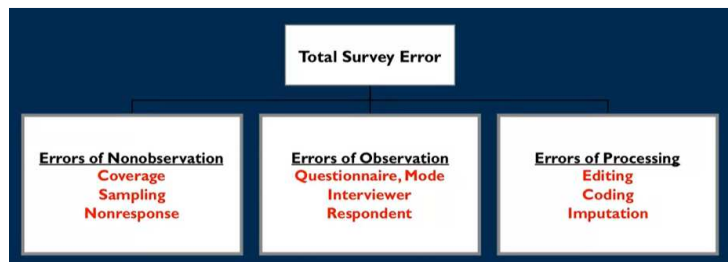 Total Survey Error
Errors of Nonobservation
Coverage
Sampling
Nonresponse
Errors of Observation
Questionnaire, Mode
Interviewer
Respondent
Errors of Processing
Editing
Coding
Imputation